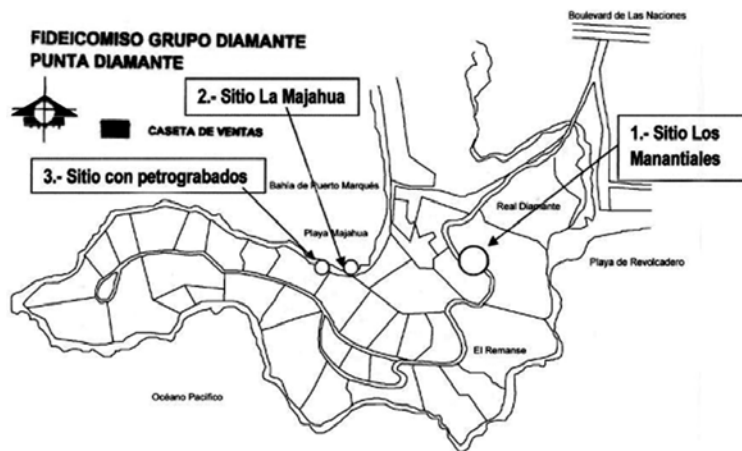 Boulevard de Las Naciones
FIDEICOMISO GRUPO DIAMANTE
PUNTA DIAMANTE
2.- Sitio La Majahua
CASETA DE VENTAS
1.- Sitio Los
Manantiales
3.- Sitio con petrograbados
Bahía de Puerto Marqués
Real Diamante
Playa Majahua
Playa de Revolcadero
El Remanse
Océano Pacífico